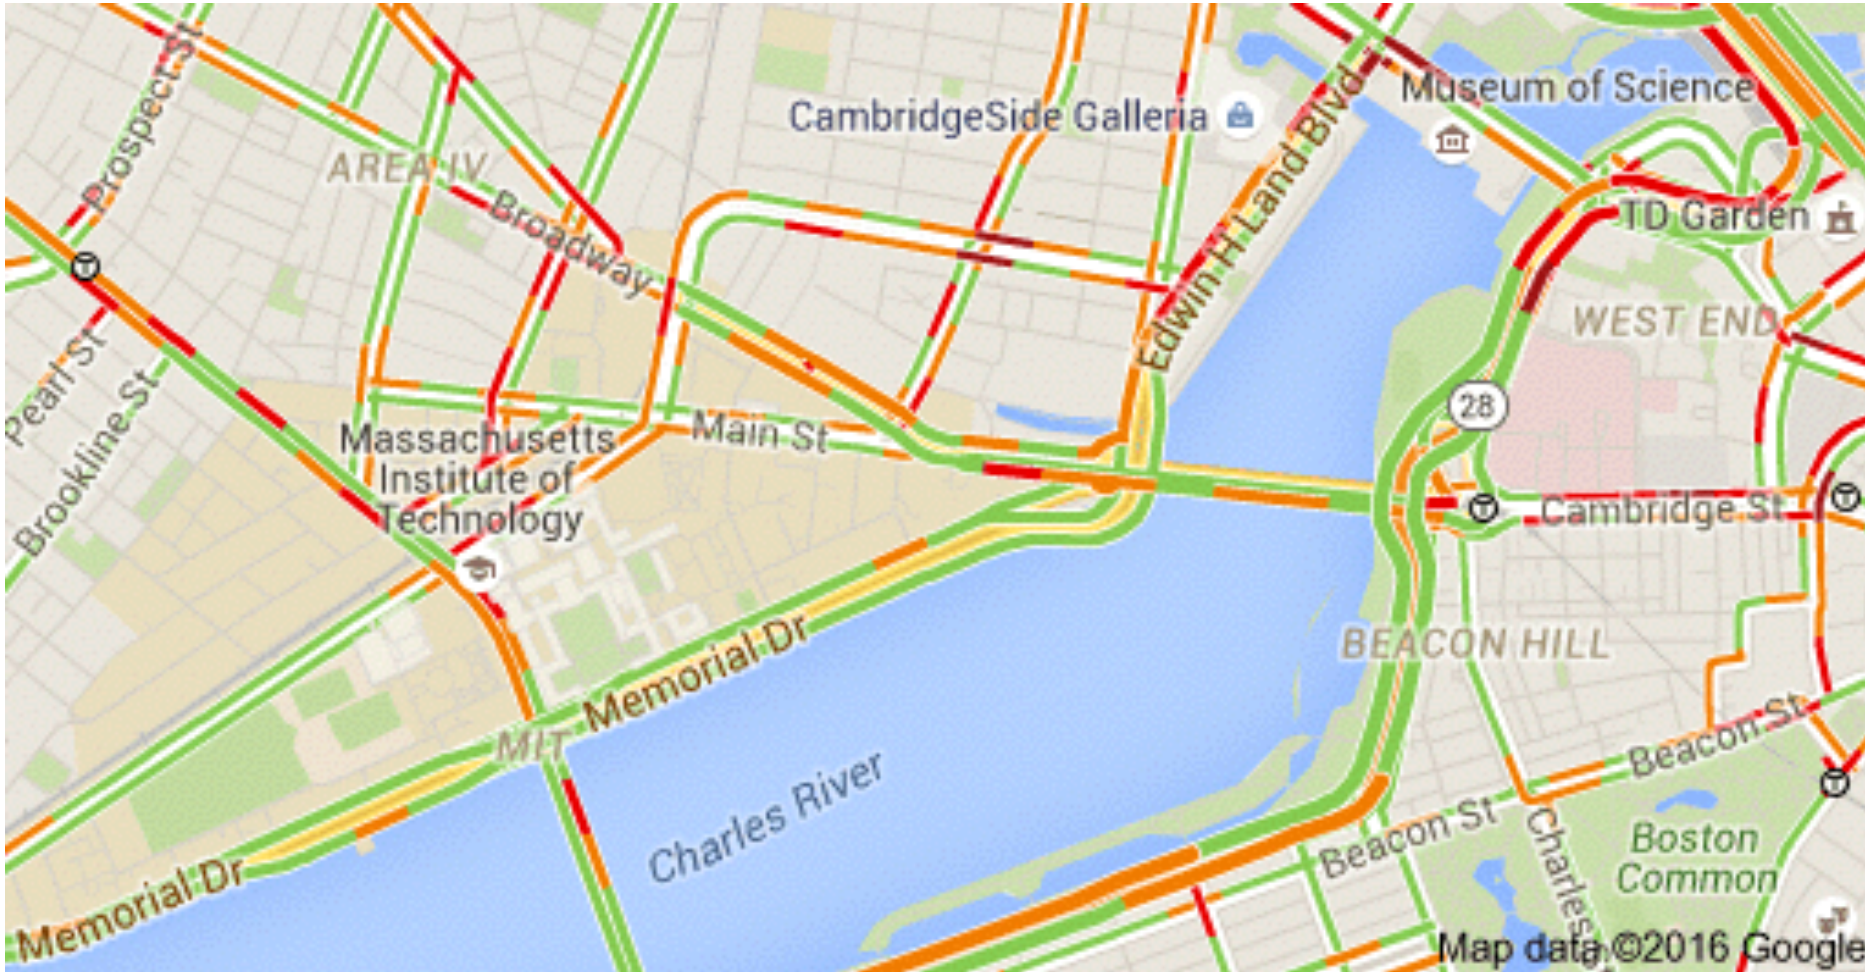 Prospect St
CambridgeSide Galleria
Museum of Science
AREA IV
Broadway
Edwin H Land Blvd
TD Garden
WEST END
Pearl St
Brookline St
28
Massachusetts
Institute of
Technology
Main St
Cambridge St
Memorial Dr
BEACON HILL
MIT
Charles River
Beacon St
Beacon St
Boston
Common
Charles
Memorial Dr
Map data ©2016 Google